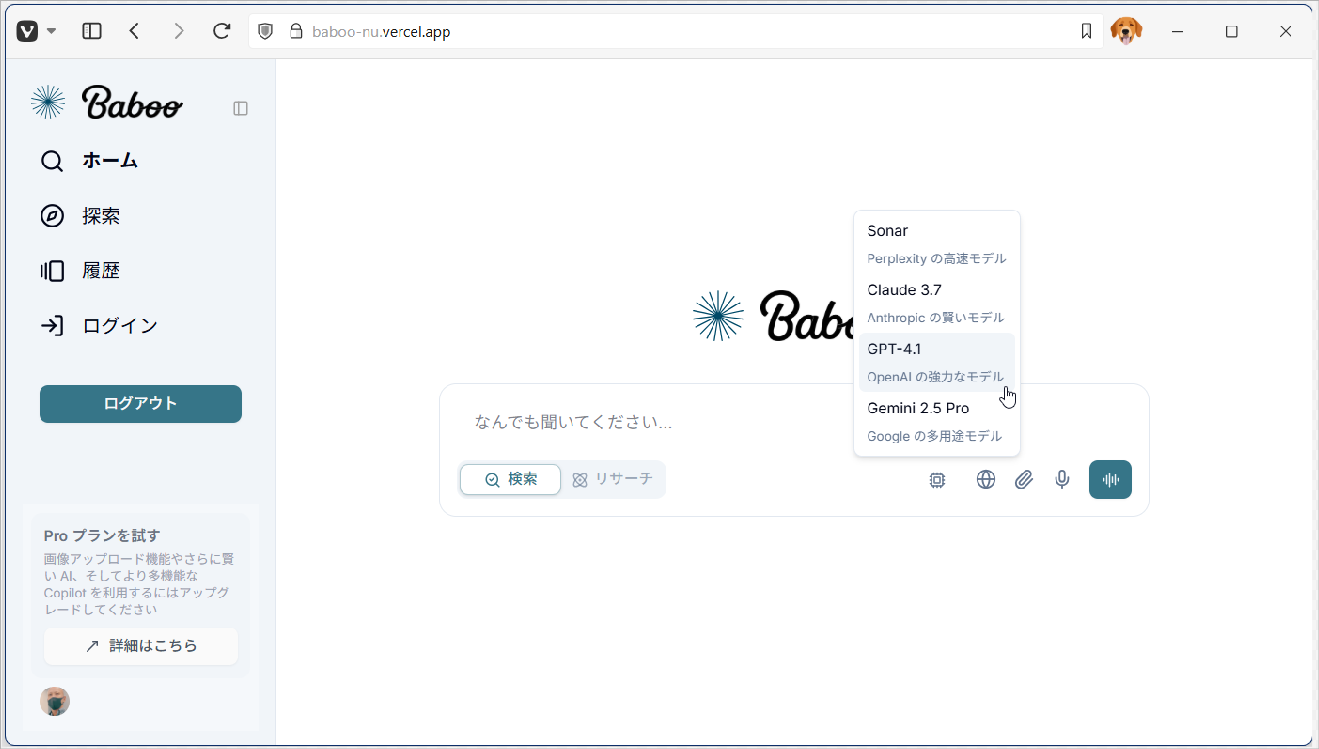 baboo-nu.vercel.app
Baboo
ホーム
探索
履歴
ログイン
ログアウト
Pro プランを試す
画像アップロード機能やさらに賢
い AI、そしてより多機能な
Copilot を利用するにはアップグ
レードしてください
詳細はこちら
Babo
Sonar
Perplexity の高速モデル
Claude 3.7
Anthropic の賢いモデル
GPT-4.1
OpenAI の強力なモデル
Gemini 2.5 Pro
Google の多用途モデル
なんでも聞いてください...
検索
リサーチ